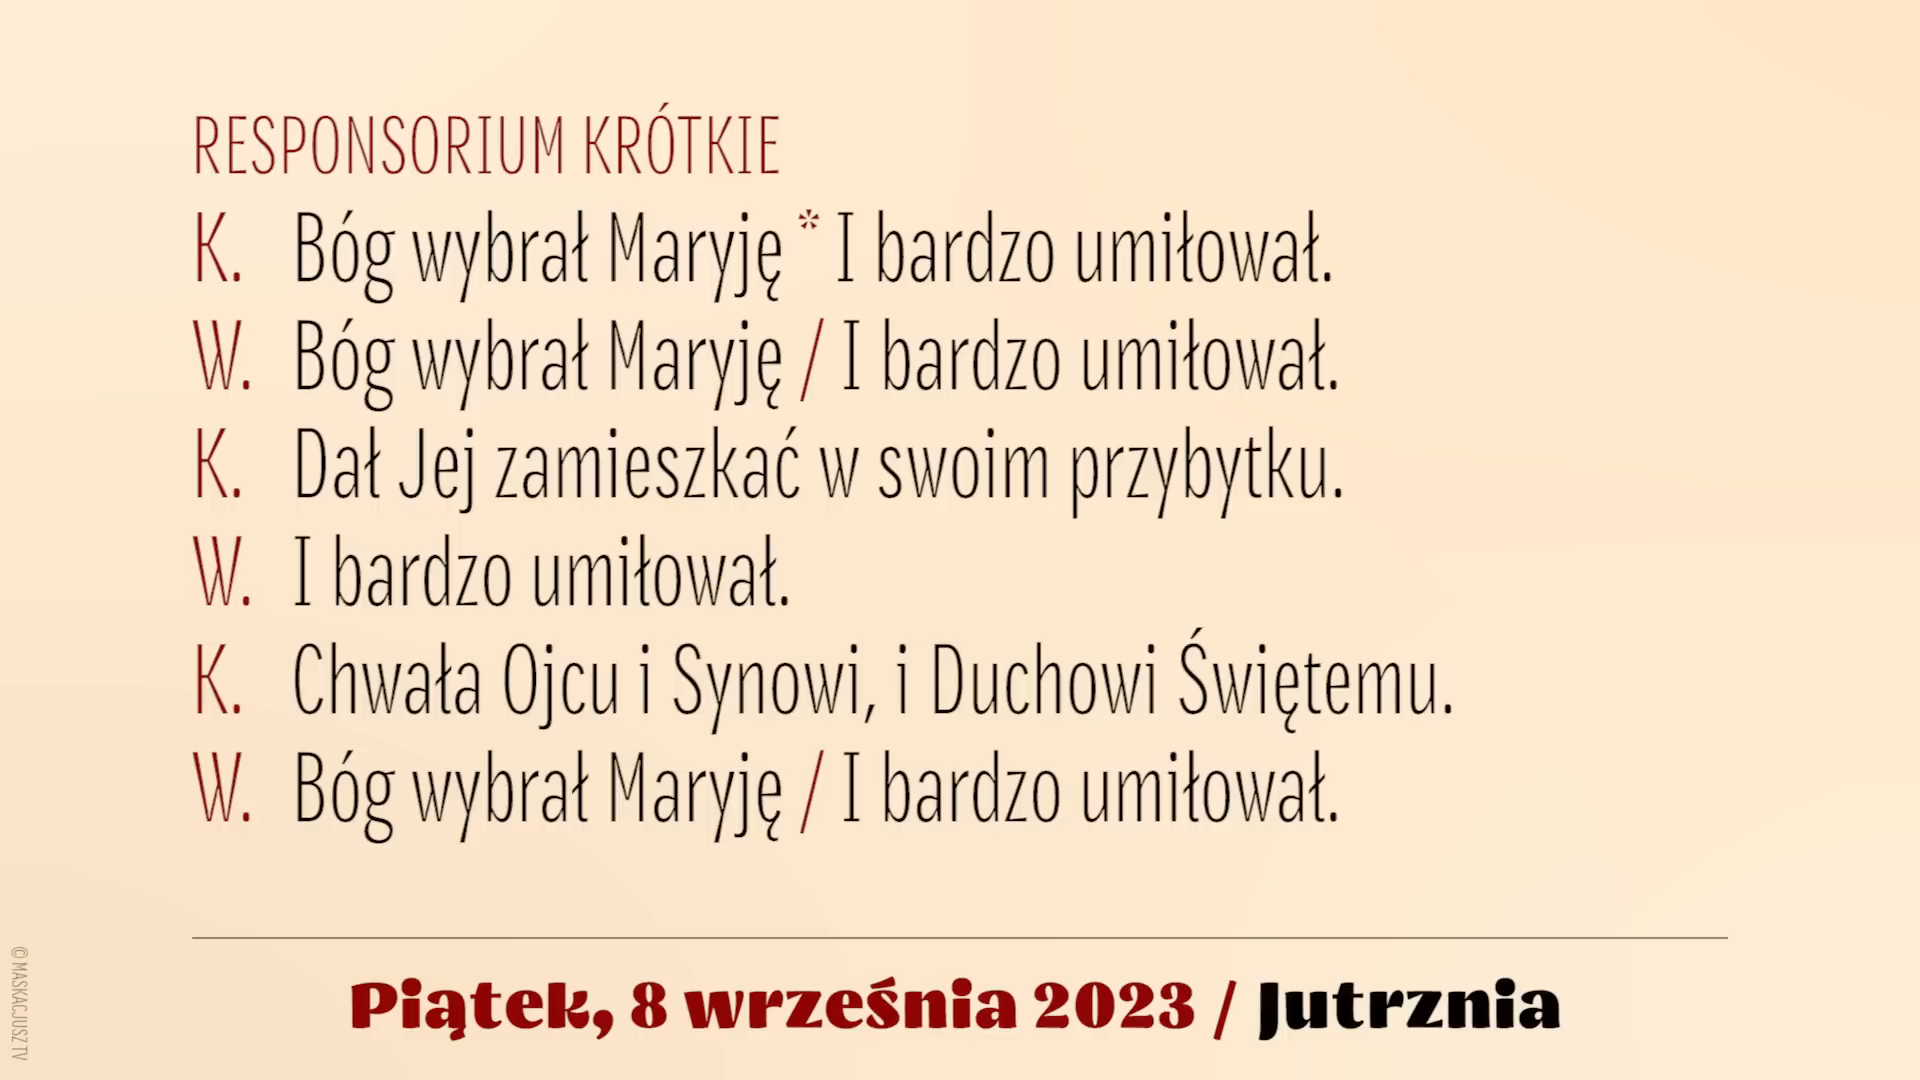 RESPONSORIUM KRÓTKIE
K. Bóg wybrał Maryję * I bardzo umiłował.
W. Bóg wybrał Maryję / I bardzo umiłował.
K. Dał Jej zamieszkać w swoim przybytku.
W. I bardzo umiłował.
K. Chwała Ojcu i Synowi, i Duchowi Świętemu.
W. Bóg wybrał Maryję / I bardzo umiłował.
Piątek, 8 września 2023 / Jutrznia
© MASKACJUSZ TV